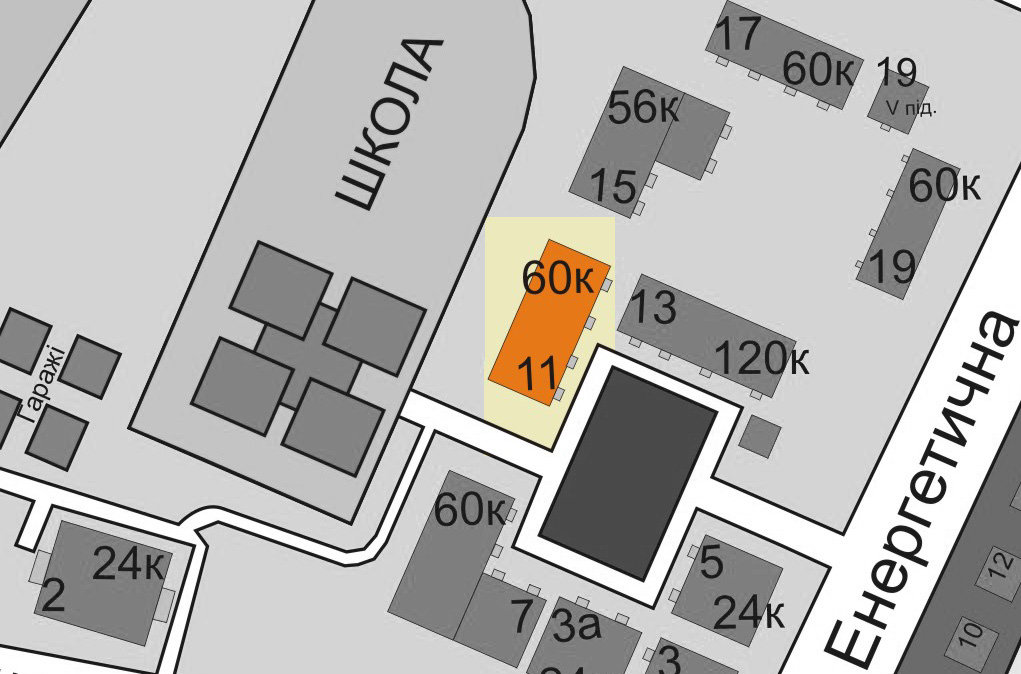 17
60к
19
V під.
ШКОЛА
56к
15
60к
19
60к
11
13
120к
Гаражі
Енергетична
60к
7
24к
2
5
24к
3а
3
12
10